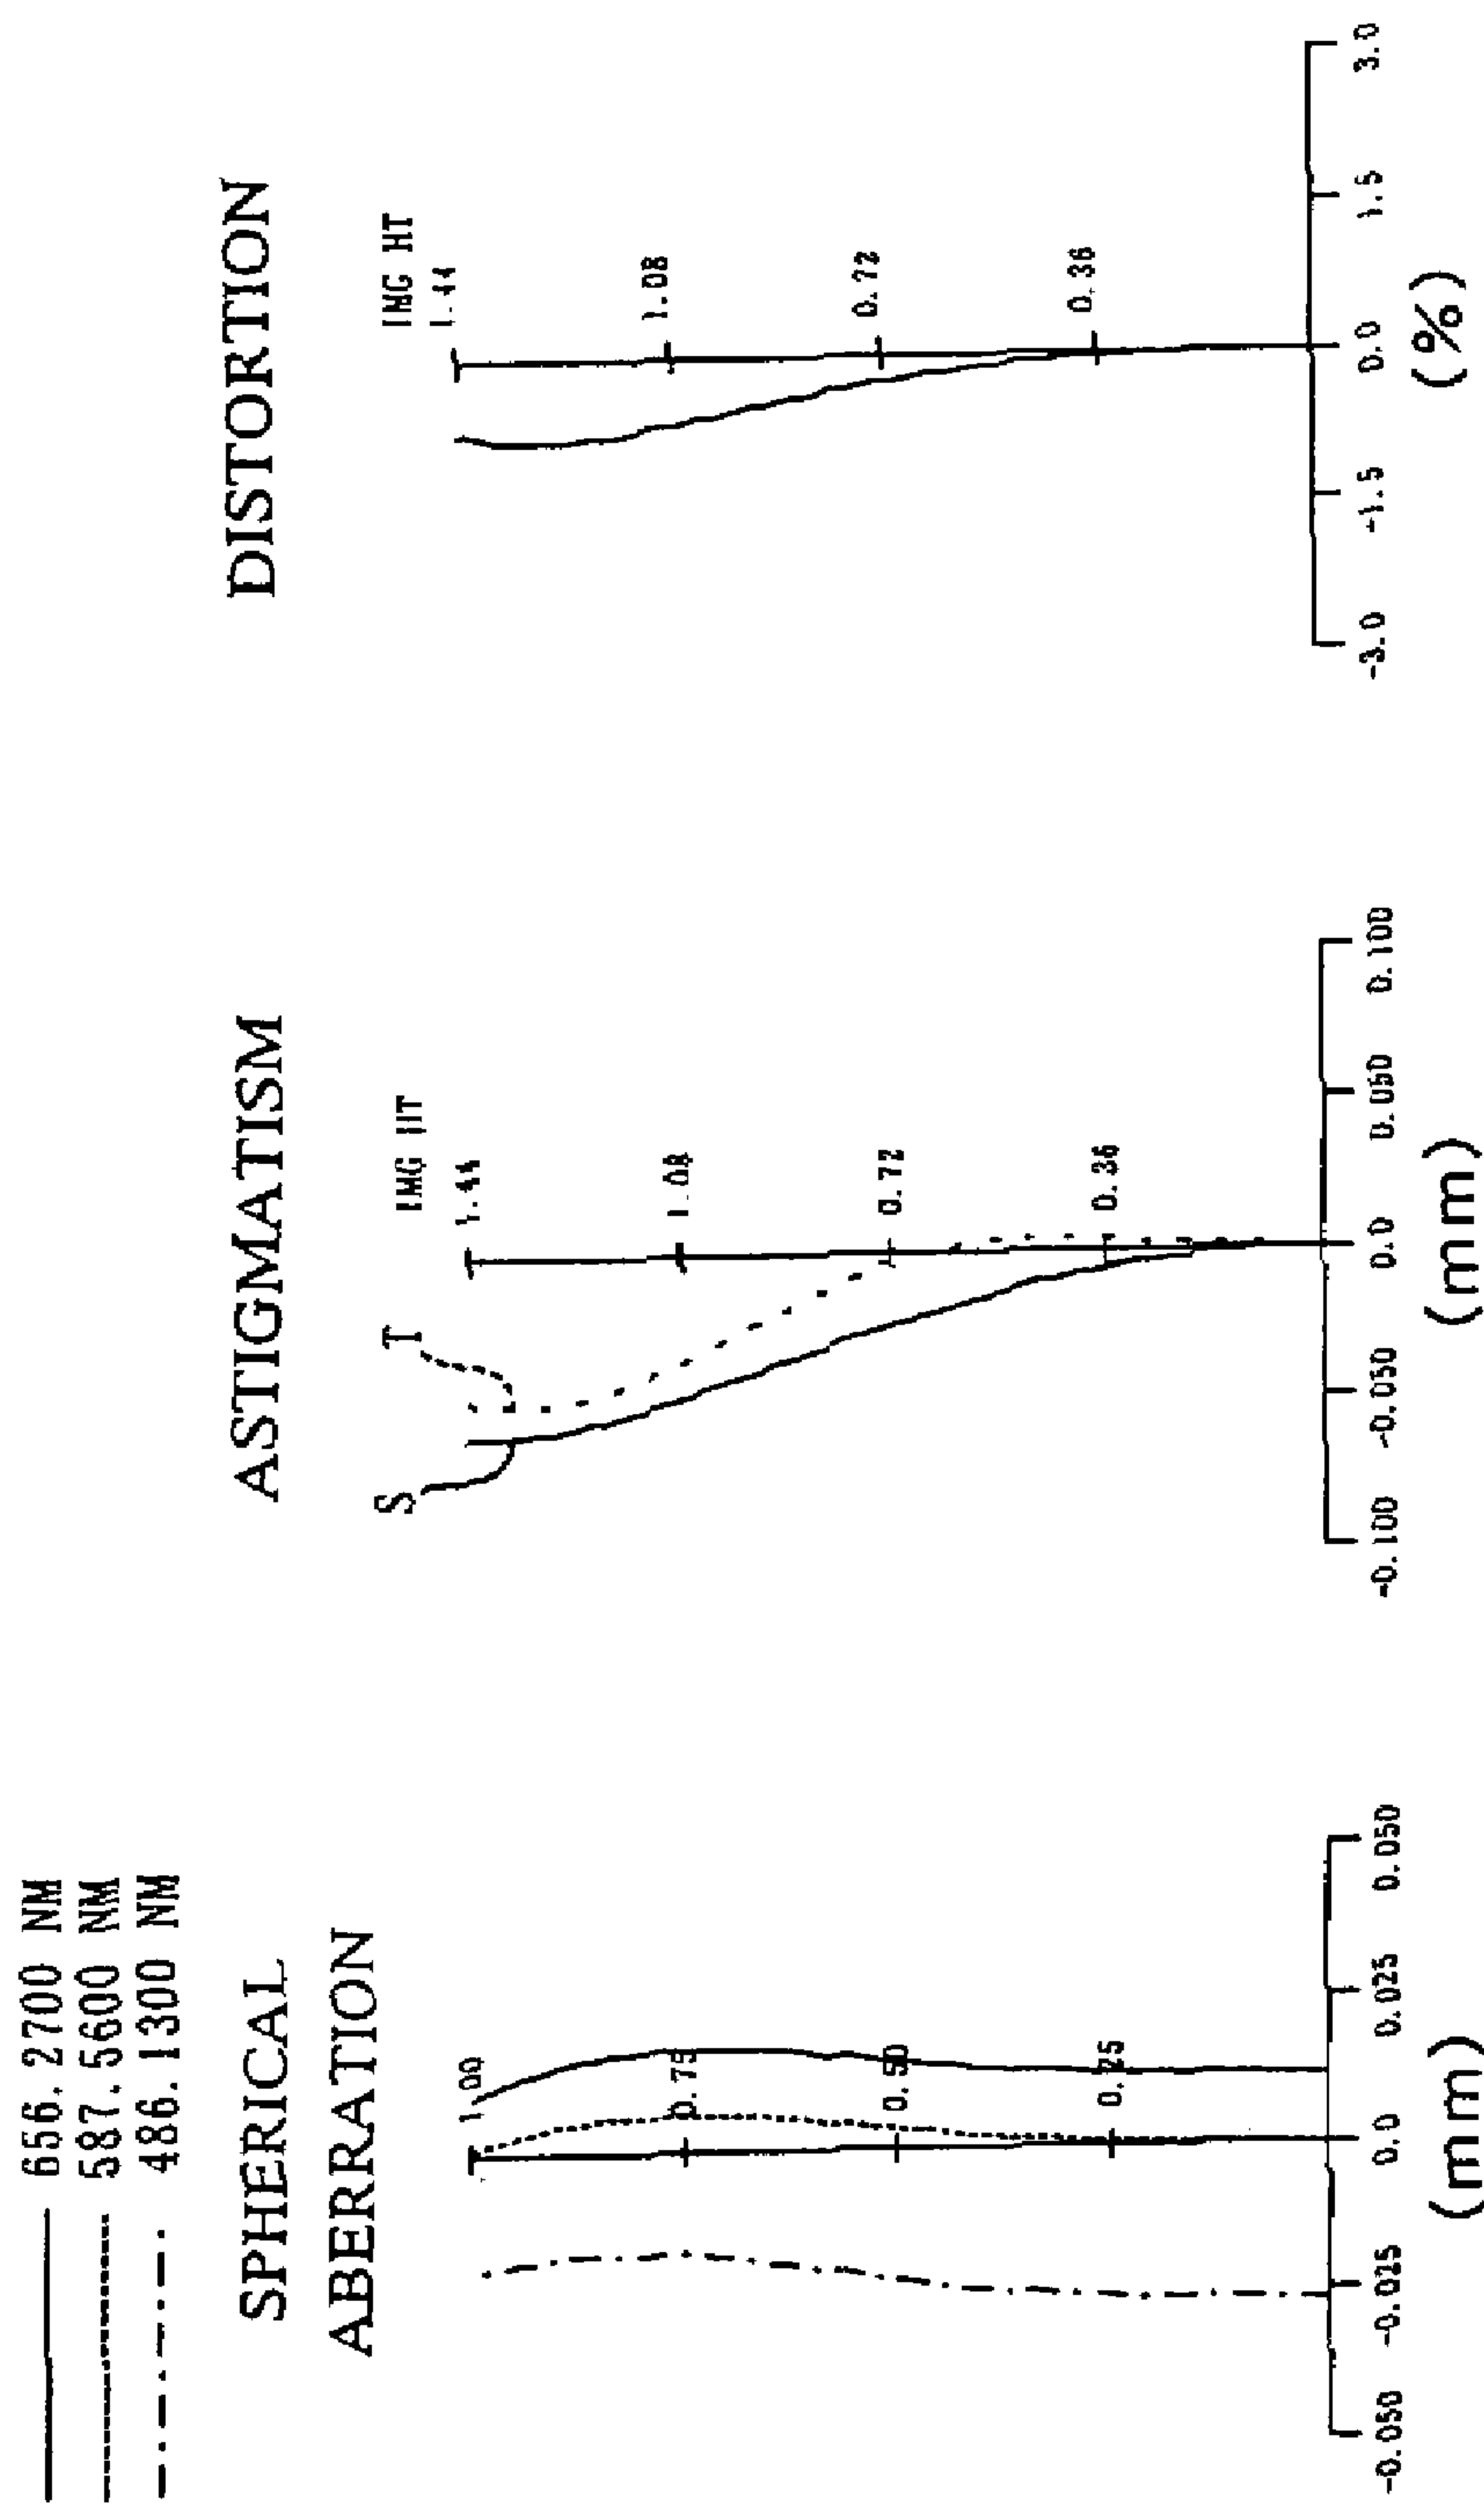 656.2700 NM
587.5600 NM
486.1300 NM
SPHERICAL
ABERRATION
1.00
0.75
0.50
0.25
-0.050
-0.025
0.0
0.025
0.050
(mm)
ASTIGMATISM
S
T
IMG HT
1.44
1.08
0.72
0.36
-0.100
-0.050
0.0
0.050
0.100
(mm)
DISTORTION
IMG HT
1.44
1.08
0.72
0.36
-3.0
-1.5
0.0
1.5
3.0
(%)